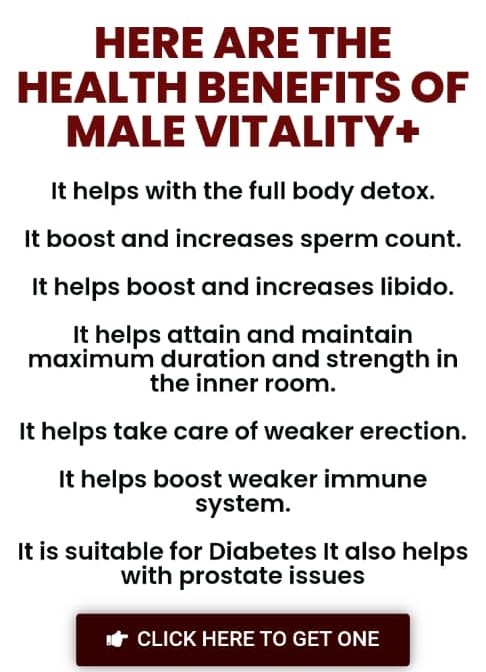 HERE ARE THE
HEALTH BENEFITS OF
MALE VITALITY+
It helps with the full body detox.
It boost and increases sperm count.
It helps boost and increases libido.
It helps attain and maintain
maximum duration and strength in
the inner room.
It helps take care of weaker erection.
It helps boost weaker immune
system.
It is suitable for Diabetes It also helps
with prostate issues
CLICK HERE TO GET ONE